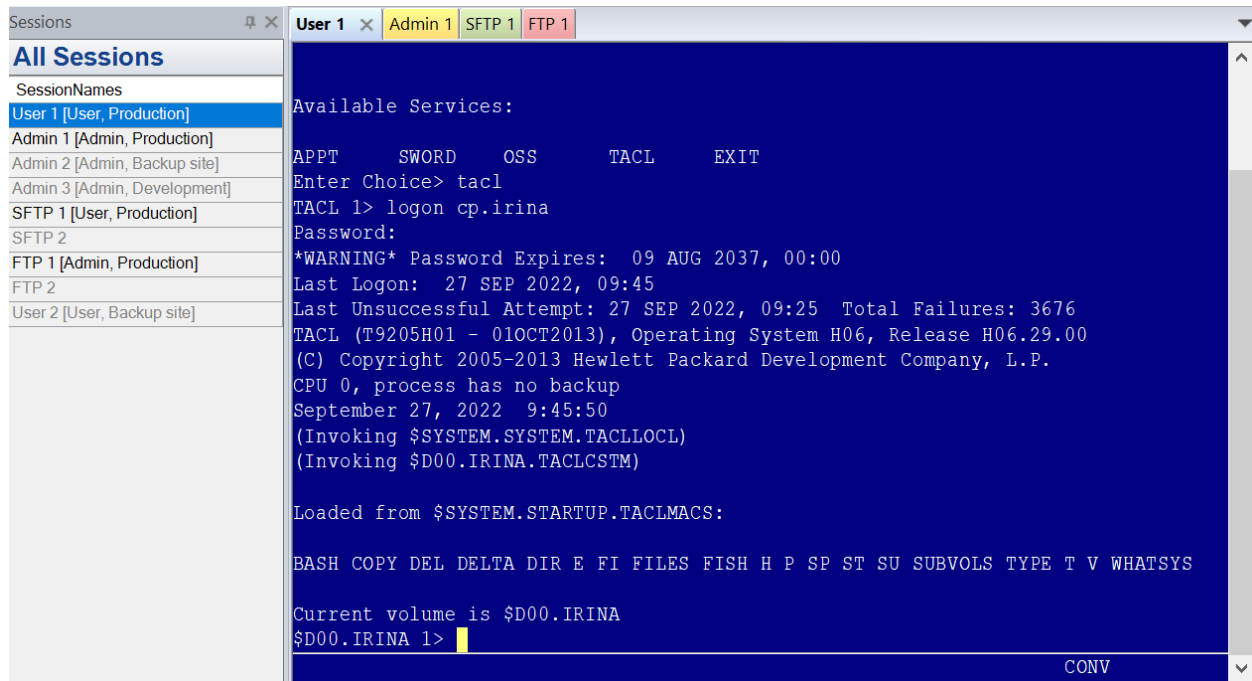 Sessions
All Sessions
SessionNames
User 1 [User, Production]
Admin 1 [Admin, Production]
Admin 2 [Admin, Backup site]
Admin 3 [Admin, Development]
SFTP 1 [User, Production]
SFTP 2
FTP 1 [Admin, Production]
FTP 2
User 2 [User, Backup site]
User 1 Admin 1 SFTP 1 FTP 1
Available Services:
APPT SWORD OSS TACL EXIT
Enter Choice> tacl
TACL 1> logon cp.irina
Password:
*WARNING* Password Expires: 09 AUG 2037, 00:00
Last Logon: 27 SEP 2022, 09:45
Last Unsuccessful Attempt: 27 SEP 2022, 09:25 Total Failures: 3676
TACL (T9205H01 - 01OCT2013), Operating System H06, Release H06.29.00
(C) Copyright 2005-2013 Hewlett Packard Development Company, L.P.
CPU 0, process has no backup
September 27, 2022 9:45:50
(Invoking $SYSTEM.SYSTEM.TACLLOCL)
(Invoking $D00.IRINA.TACLCSTM)
Loaded from $SYSTEM.STARTUP.TACLMACS:
BASH COPY DEL DELTA DIR E FI FILES FISH H P SP ST SU SUBVOLS TYPE T V WHATSYS
Current volume is $D00.IRINA
$D00.IRINA 1>
CONV